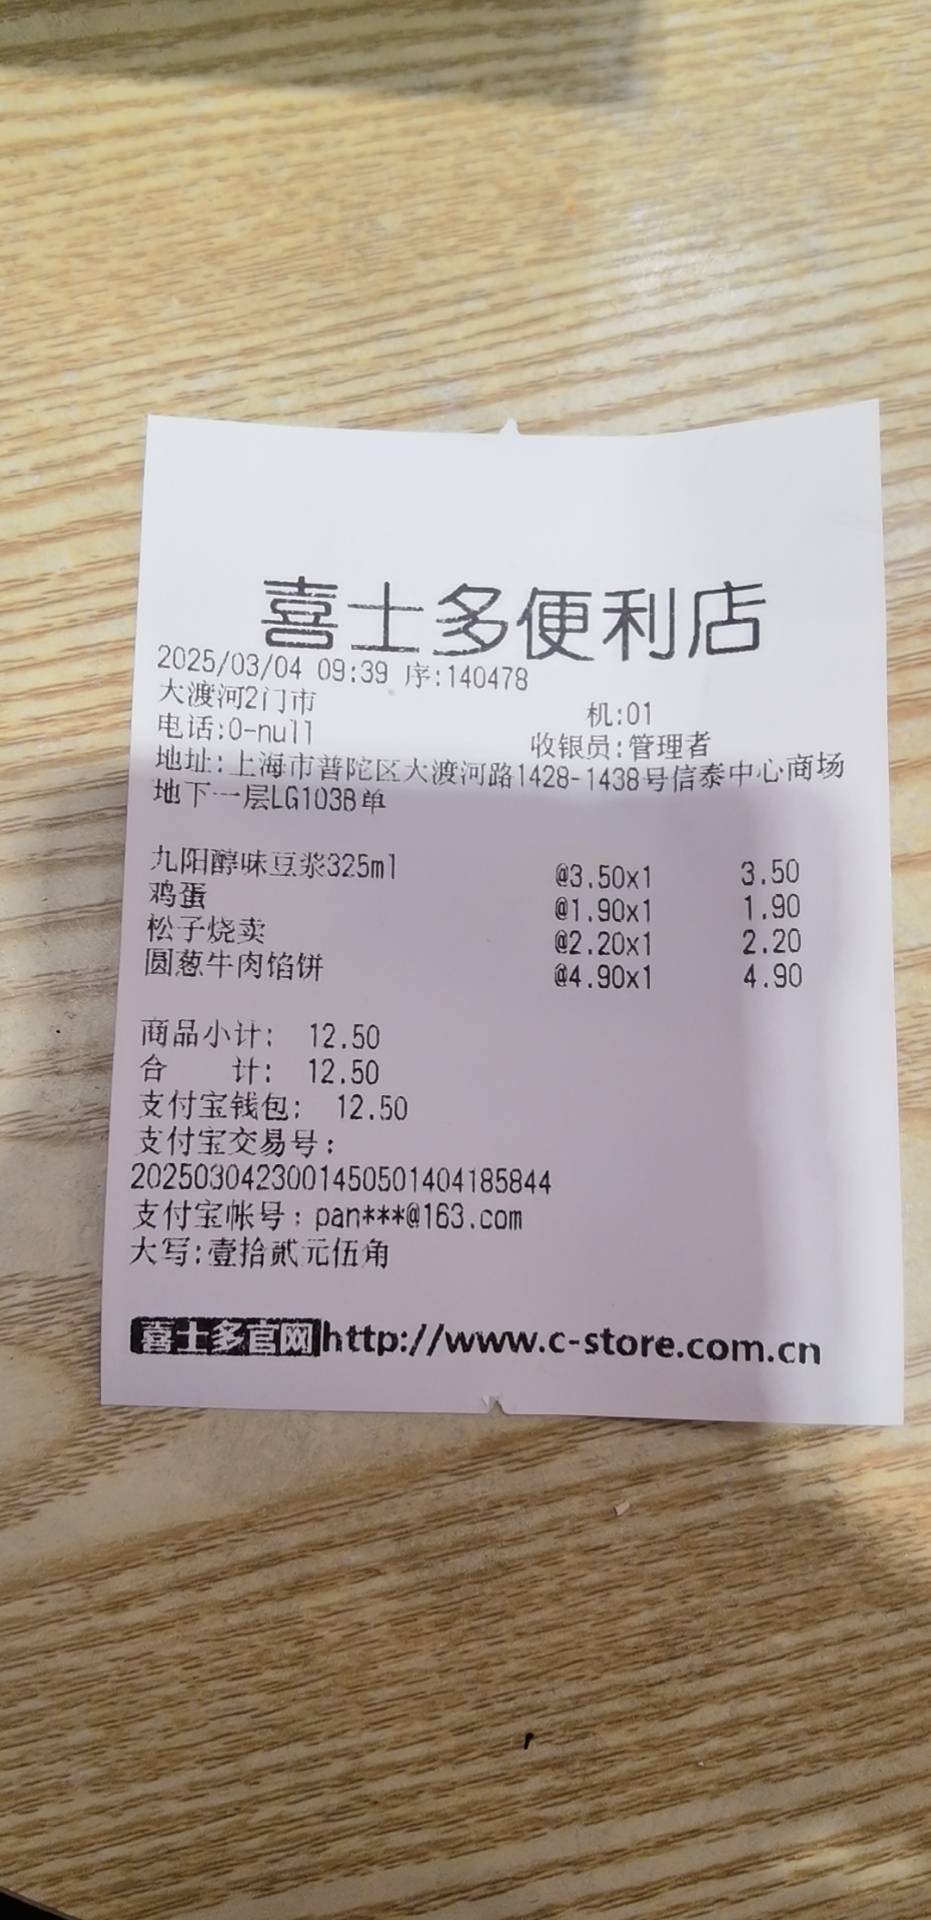 喜士多便利店
2025/03/04 09:39 序:140478
大渡河2门市 机:01
电话:0-null 收银员:管理者
地址:上海市普陀区大渡河路1428-1438号信泰中心商场
地下一层LG103B单
九阳醇味豆浆325ml @3.50x1 3.50
鸡蛋 @1.90x1 1.90
松子烧卖 @2.20x1 2.20
圆葱牛肉馅饼 @4.90x1 4.90
商品小计: 12.50
合 计: 12.50
支付宝钱包: 12.50
支付宝交易号:
2025030423001450501404185844
支付宝帐号:pan***@163.com
大写:壹拾贰元伍角
喜士多官网http://www.c-store.com.cn